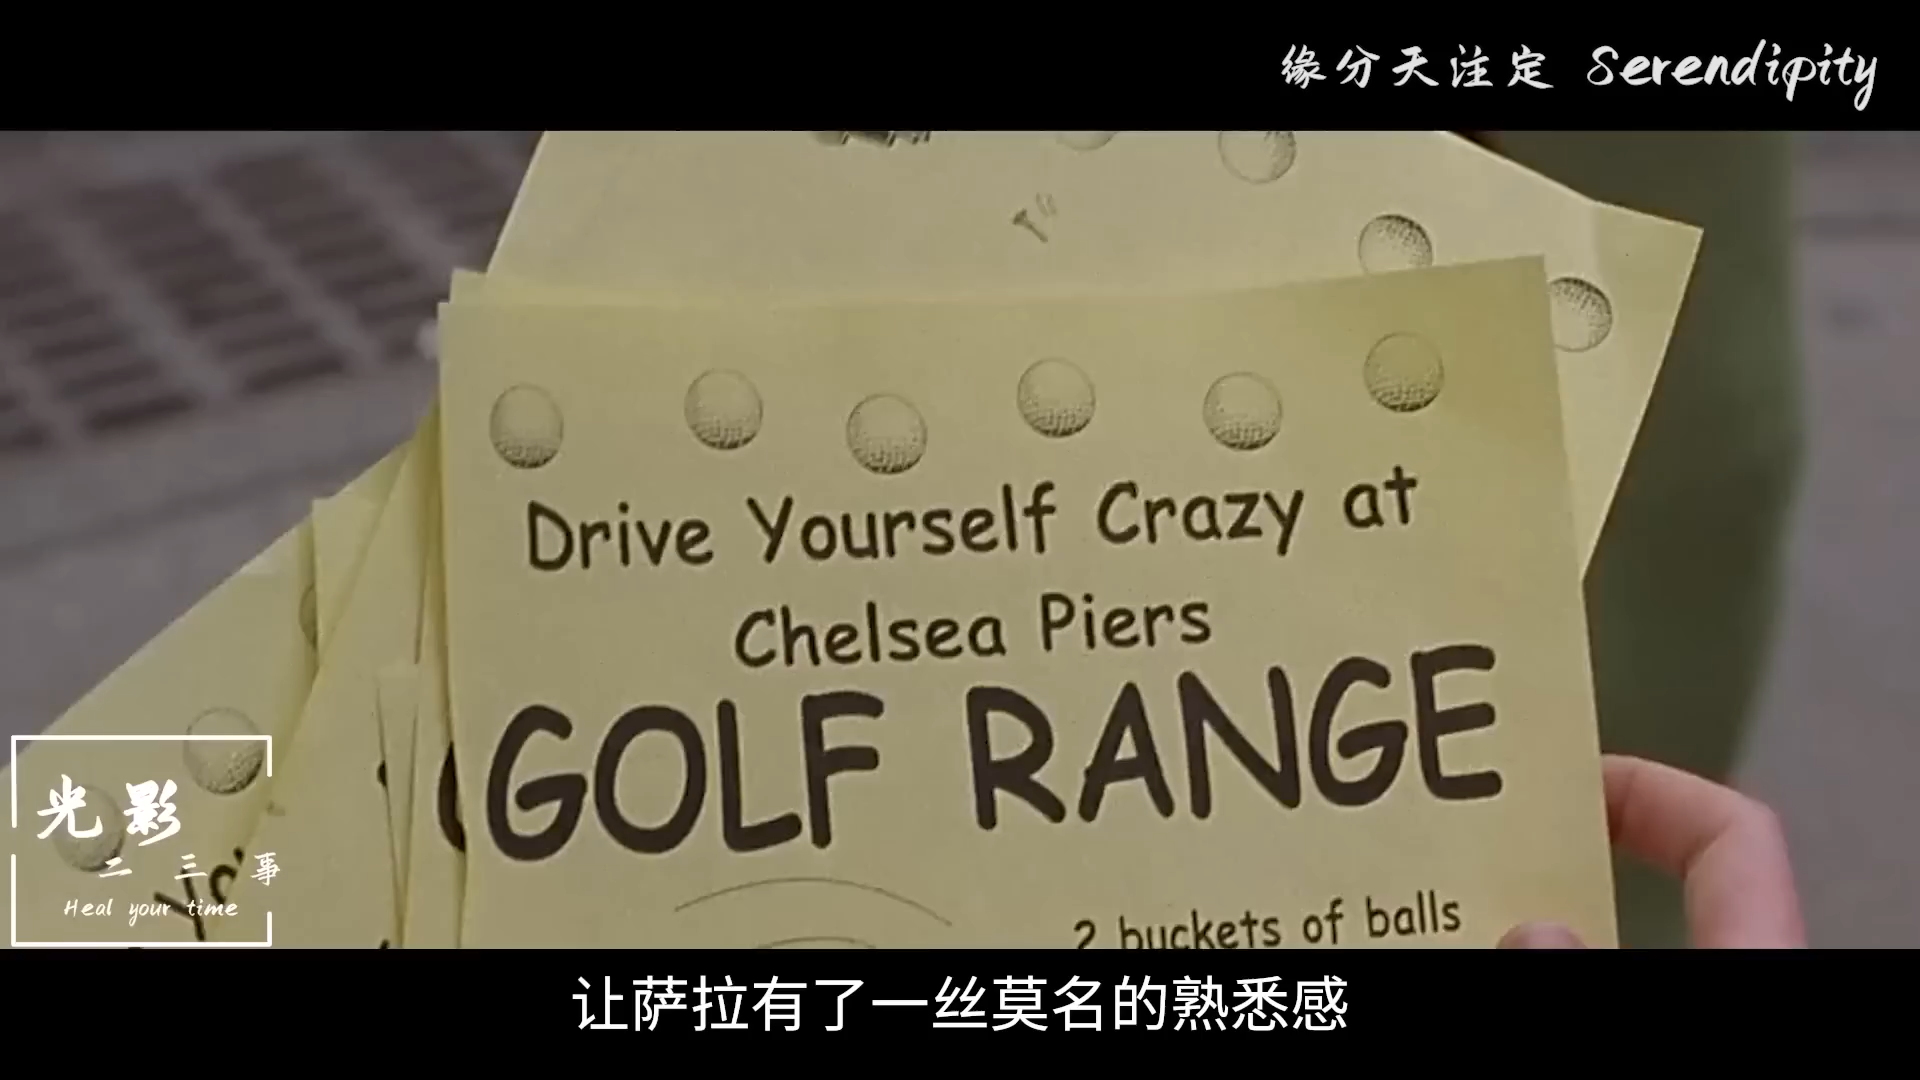 缘分天注定 Serendipity
Drive Yourself Crazy at
Chelsea Piers
GOLF RANGE
2 buckets of balls
光影
二三事
Heal your time
让萨拉有了一丝莫名的熟悉感